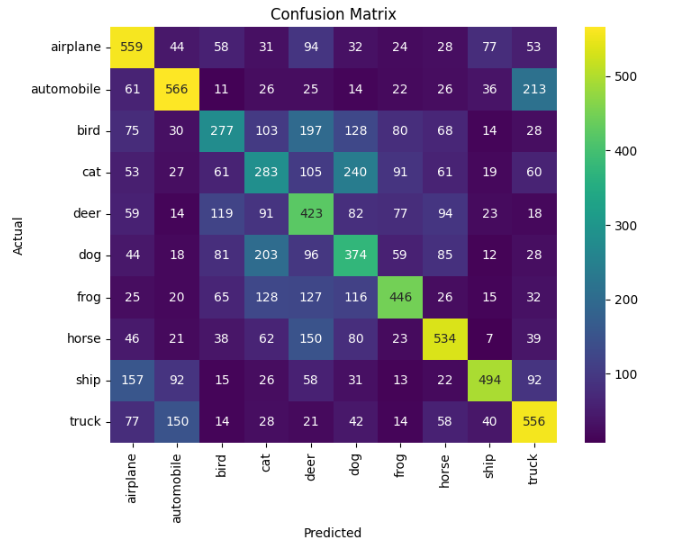 Confusion Matrix
airplane 559 44 58 31 94 32 24 28 77 53
automobile 61 566 11 26 25 14 22 26 36 213
bird 75 30 277 103 197 128 80 68 14 28
cat 53 27 61 283 105 240 91 61 19 60
deer 59 14 119 91 423 82 77 94 23 18
dog 44 18 81 203 96 374 59 85 12 28
frog 25 20 65 128 127 116 446 26 15 32
horse 46 21 38 62 150 80 23 534 7 39
ship 157 92 15 26 58 31 13 22 494 92
truck 77 150 14 28 21 42 14 58 40 556
Actual
airplane automobile bird cat deer dog frog horse ship truck
Predicted
500
400
300
200
100